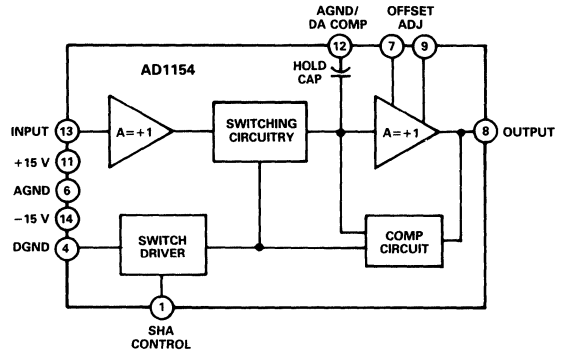 AGND/
DA COMP
OFFSET
ADJ
12
7
9
HOLD
CAP
AD1154
INPUT
13
A=+1
SWITCHING
CIRCUITRY
A=+1
8
OUTPUT
+15 V
11
AGND
6
−15 V
14
DGND
4
SWITCH
DRIVER
COMP
CIRCUIT
1
SHA
CONTROL